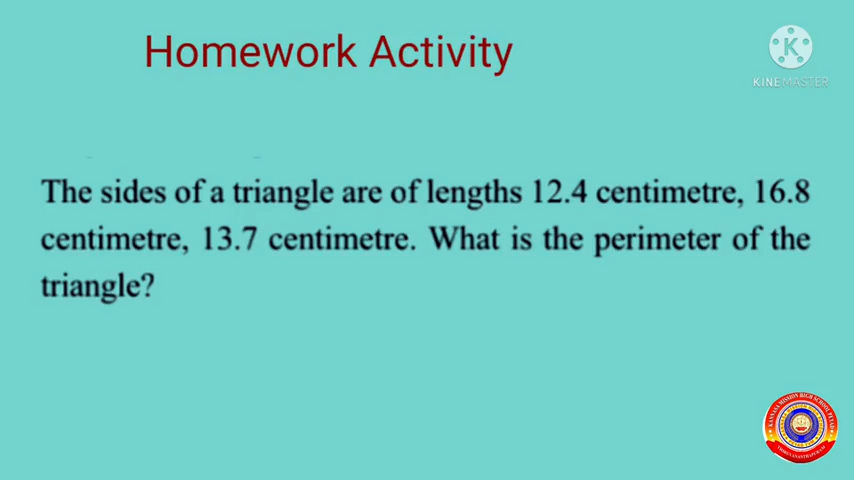 Homework Activity
KINEMASTER
The sides of a triangle are of lengths 12.4 centimetre, 16.8
centimetre, 13.7 centimetre. What is the perimeter of the
triangle?